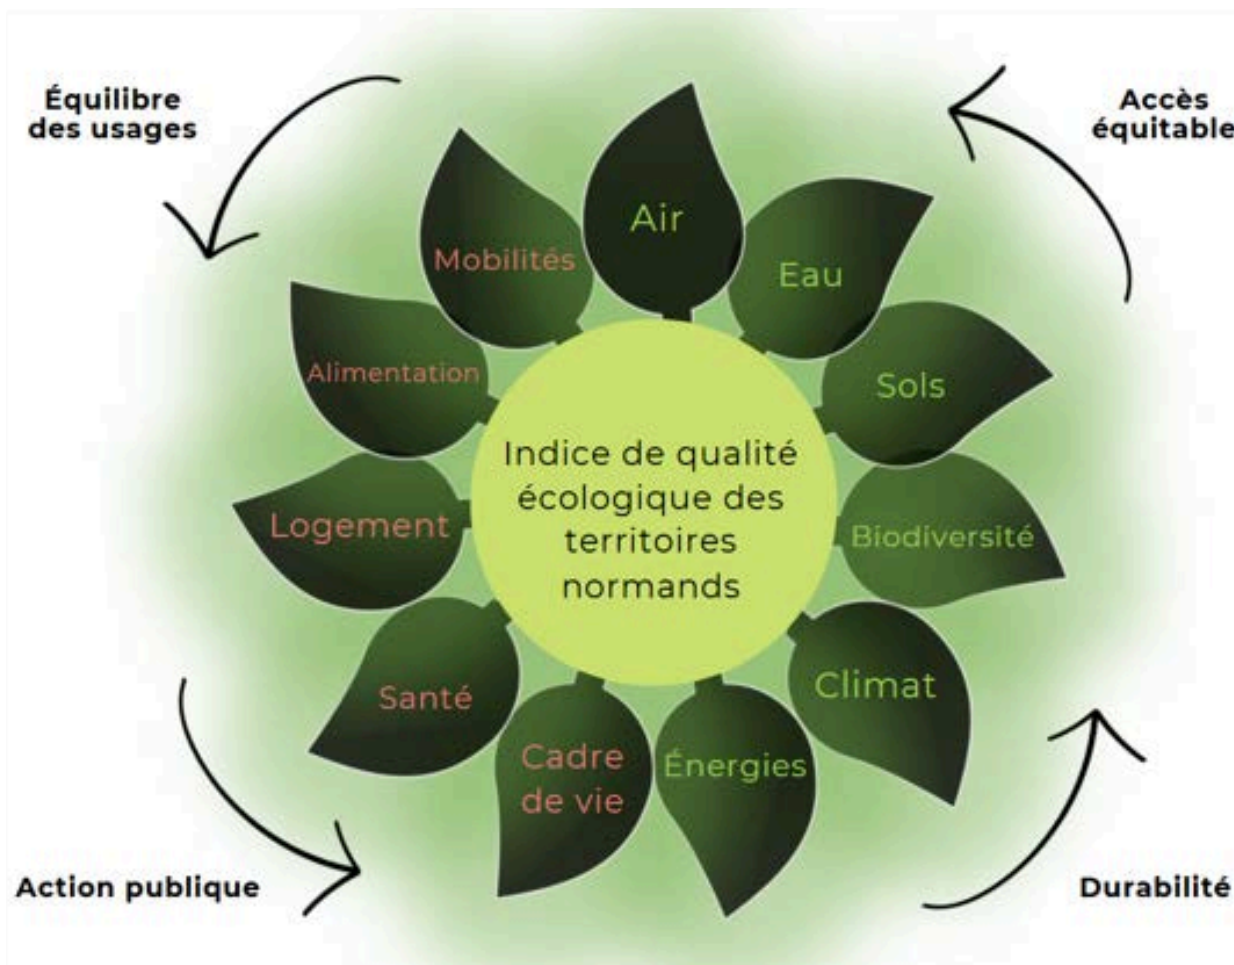 Équilibre
des usages
Accès
équitable
Air
Eau
Sols
Biodiversité
Climat
Énergies
Cadre
de vie
Santé
Logement
Alimentation
Mobilités
Indice de qualité
écologique des
territoires
normands
Action publique
Durabilité